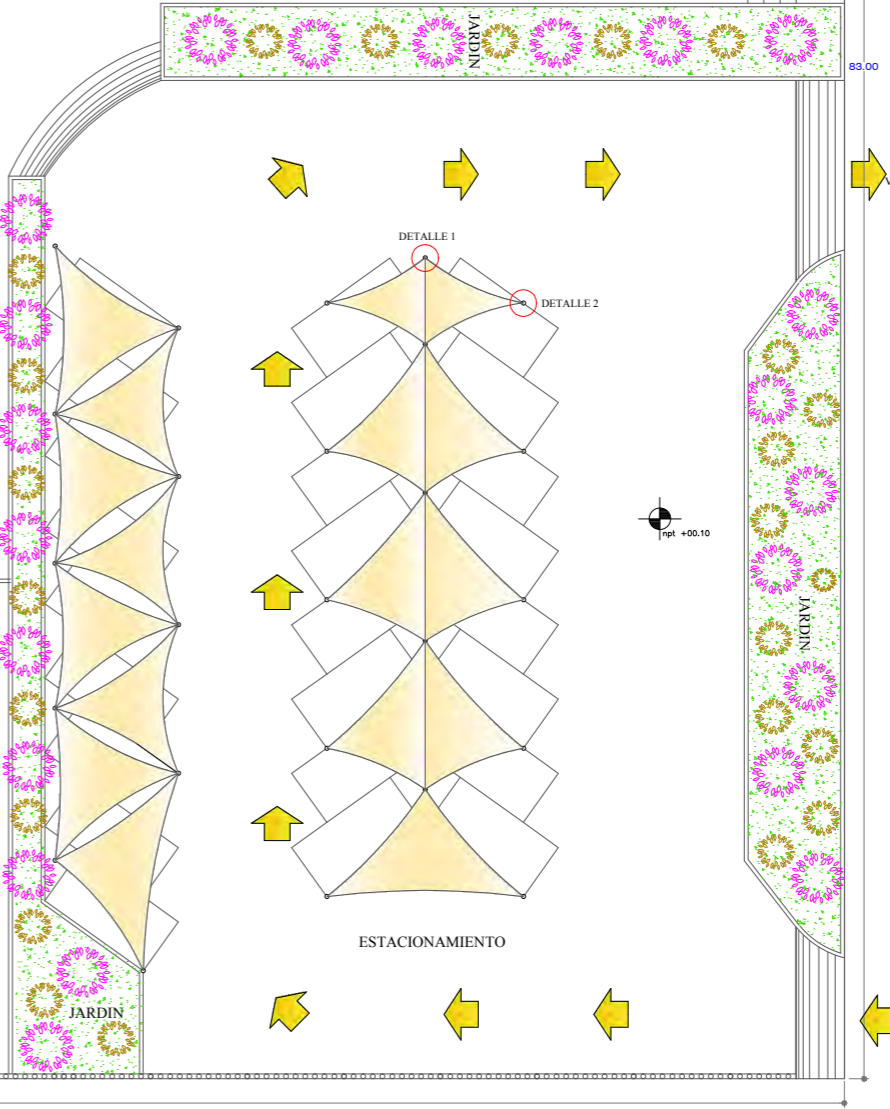 JARDIN
83.00
DETALLE 1
DETALLE 2
npt +00.10
JARDIN
ESTACIONAMIENTO
JARDIN